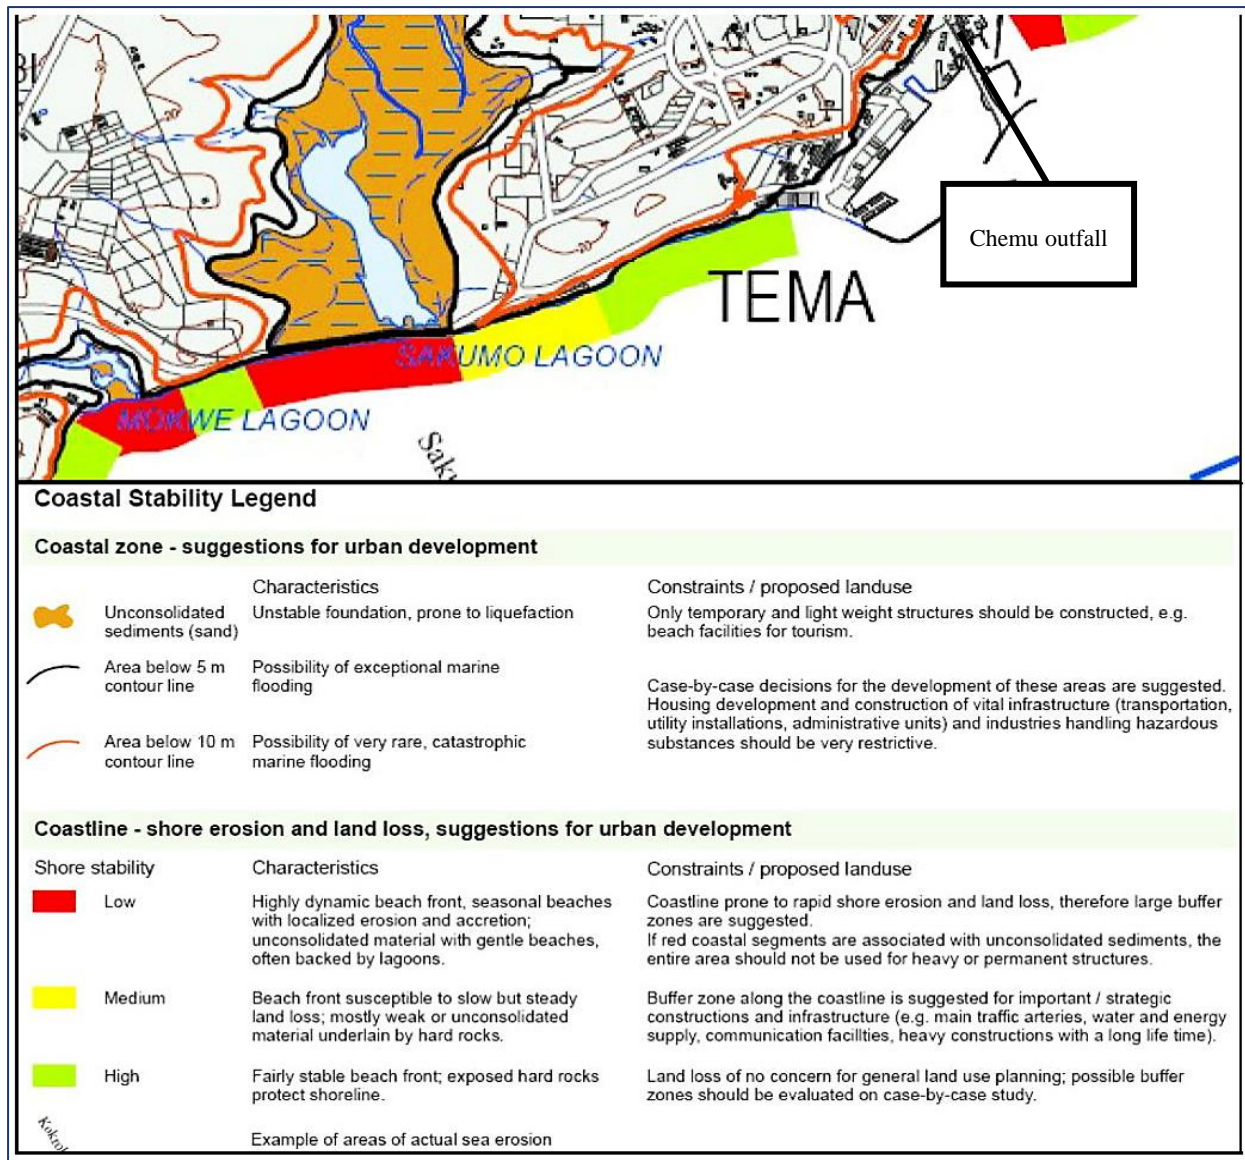 BI
20
20
Chemu outfall
TEMA
SAKUMO LAGOON
MOKWE LAGOON
Saku
Coastal Stability Legend
Coastal zone - suggestions for urban development
Characteristics
Constraints / proposed landuse
Unconsolidated
sediments (sand)
Unstable foundation, prone to liquefaction
Only temporary and light weight structures should be constructed, e.g.
beach facilities for tourism.
Area below 5 m
contour line
Possibility of exceptional marine
flooding
Case-by-case decisions for the development of these areas are suggested.
Housing development and construction of vital infrastructure (transportation,
utility installations, administrative units) and industries handling hazardous
substances should be very restrictive.
Area below 10 m
contour line
Possibility of very rare, catastrophic
marine flooding
Coastline - shore erosion and land loss, suggestions for urban development
Shore stability
Characteristics
Constraints / proposed landuse
Low
Highly dynamic beach front, seasonal beaches
with localized erosion and accretion;
unconsolidated material with gentle beaches,
often backed by lagoons.
Coastline prone to rapid shore erosion and land loss, therefore large buffer
zones are suggested.
If red coastal segments are associated with unconsolidated sediments, the
entire area should not be used for heavy or permanent structures.
Medium
Beach front susceptible to slow but steady
land loss; mostly weak or unconsolidated
material underlain by hard rocks.
Buffer zone along the coastline is suggested for important / strategic
constructions and infrastructure (e.g. main traffic arteries, water and energy
supply, communication facillties, heavy constructions with a long life time).
High
Fairly stable beach front; exposed hard rocks
protect shoreline.
Land loss of no concern for general land use planning; possible buffer
zones should be evaluated on case-by-case study.
Example of areas of actual sea erosion